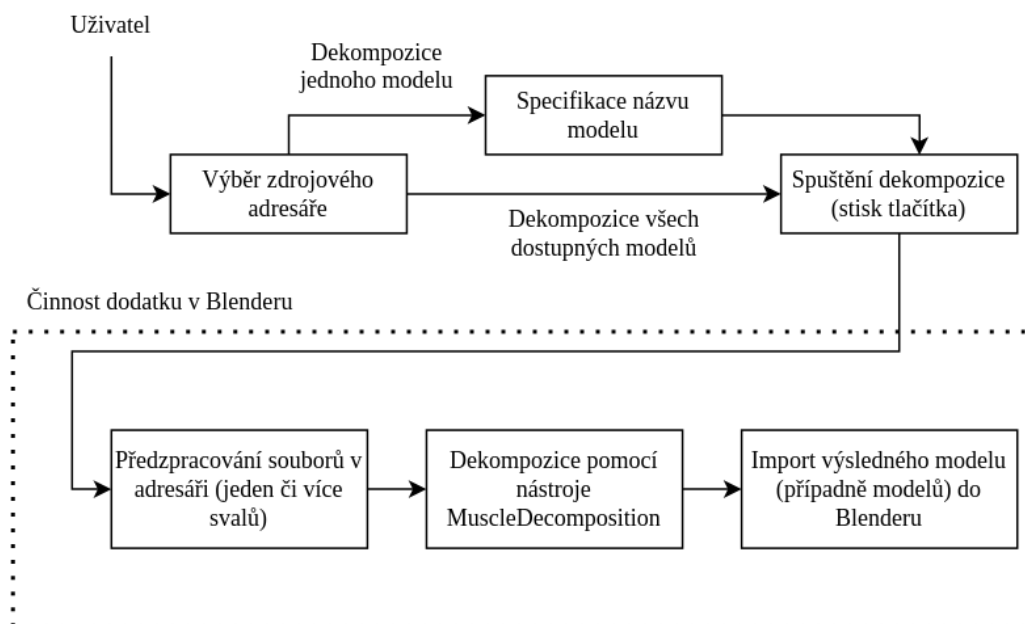 Uživatel
Dekompozice
jednoho modelu
Specifikace názvu
modelu
Výběr zdrojového
adresáře
Spuštění dekompozice
(stisk tlačítka)
Dekompozice všech
dostupných modelů
Činnost dodatku v Blenderu
Předzpracování souborů v
adresáři (jeden či více
svalů)
Dekompozice pomocí
nástroje
MuscleDecomposition
Import výsledného modelu
(případně modelů) do
Blenderu